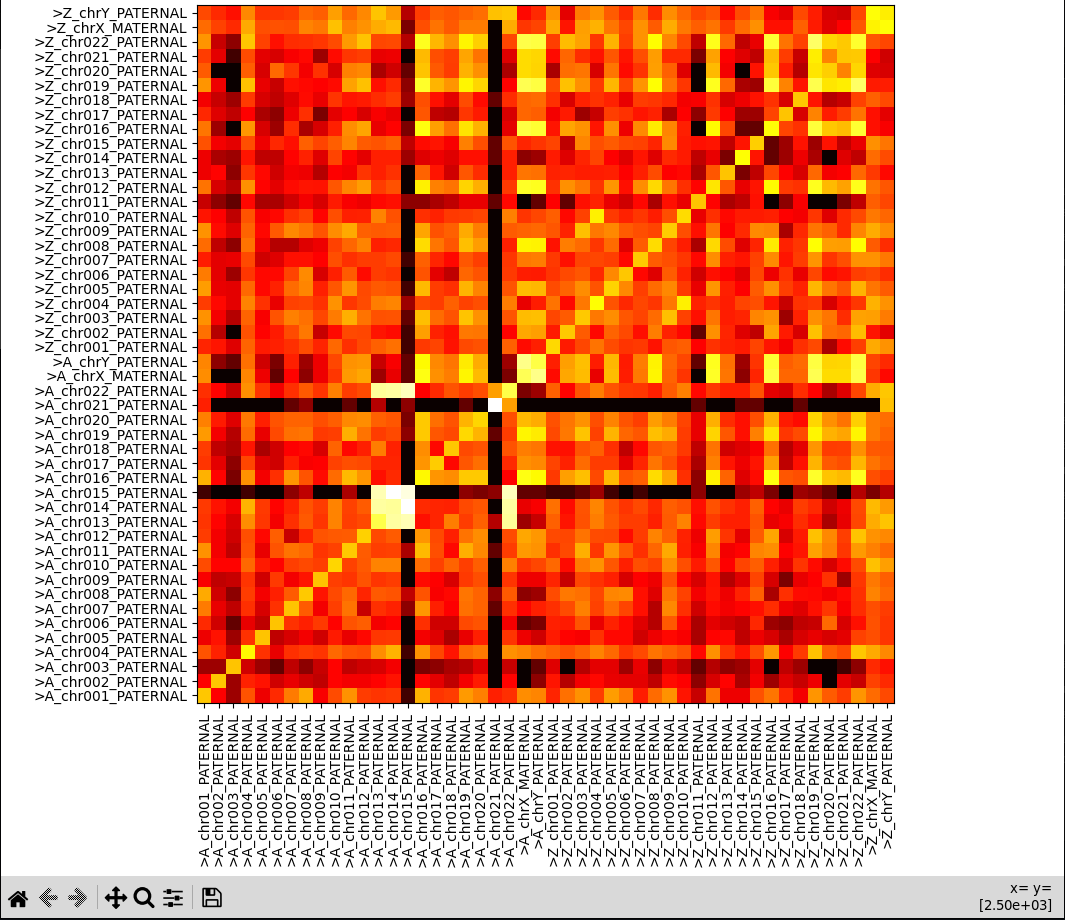 >Z_chrY_PATERNAL
>Z_chrX_MATERNAL
>Z_chr022_PATERNAL
>Z_chr021_PATERNAL
>Z_chr020_PATERNAL
>Z_chr019_PATERNAL
>Z_chr018_PATERNAL
>Z_chr017_PATERNAL
>Z_chr016_PATERNAL
>Z_chr015_PATERNAL
>Z_chr014_PATERNAL
>Z_chr013_PATERNAL
>Z_chr012_PATERNAL
>Z_chr011_PATERNAL
>Z_chr010_PATERNAL
>Z_chr009_PATERNAL
>Z_chr008_PATERNAL
>Z_chr007_PATERNAL
>Z_chr006_PATERNAL
>Z_chr005_PATERNAL
>Z_chr004_PATERNAL
>Z_chr003_PATERNAL
>Z_chr002_PATERNAL
>Z_chr001_PATERNAL
>A_chrY_PATERNAL
>A_chrX_MATERNAL
>A_chr022_PATERNAL
>A_chr021_PATERNAL
>A_chr020_PATERNAL
>A_chr019_PATERNAL
>A_chr018_PATERNAL
>A_chr017_PATERNAL
>A_chr016_PATERNAL
>A_chr015_PATERNAL
>A_chr014_PATERNAL
>A_chr013_PATERNAL
>A_chr012_PATERNAL
>A_chr011_PATERNAL
>A_chr010_PATERNAL
>A_chr009_PATERNAL
>A_chr008_PATERNAL
>A_chr007_PATERNAL
>A_chr006_PATERNAL
>A_chr005_PATERNAL
>A_chr004_PATERNAL
>A_chr003_PATERNAL
>A_chr002_PATERNAL
>A_chr001_PATERNAL
>A_chr001_PATERNAL
>A_chr002_PATERNAL
>A_chr003_PATERNAL
>A_chr004_PATERNAL
>A_chr005_PATERNAL
>A_chr006_PATERNAL
>A_chr007_PATERNAL
>A_chr008_PATERNAL
>A_chr009_PATERNAL
>A_chr010_PATERNAL
>A_chr011_PATERNAL
>A_chr012_PATERNAL
>A_chr013_PATERNAL
>A_chr014_PATERNAL
>A_chr015_PATERNAL
>A_chr016_PATERNAL
>A_chr017_PATERNAL
>A_chr018_PATERNAL
>A_chr019_PATERNAL
>A_chr020_PATERNAL
>A_chr021_PATERNAL
>A_chr022_PATERNAL
>A_chrX_MATERNAL
>A_chrY_PATERNAL
>Z_chr001_PATERNAL
>Z_chr002_PATERNAL
>Z_chr003_PATERNAL
>Z_chr004_PATERNAL
>Z_chr005_PATERNAL
>Z_chr006_PATERNAL
>Z_chr007_PATERNAL
>Z_chr008_PATERNAL
>Z_chr009_PATERNAL
>Z_chr010_PATERNAL
>Z_chr011_PATERNAL
>Z_chr012_PATERNAL
>Z_chr013_PATERNAL
>Z_chr014_PATERNAL
>Z_chr015_PATERNAL
>Z_chr016_PATERNAL
>Z_chr017_PATERNAL
>Z_chr018_PATERNAL
>Z_chr019_PATERNAL
>Z_chr020_PATERNAL
>Z_chr021_PATERNAL
>Z_chr022_PATERNAL
>Z_chrX_MATERNAL
>Z_chrY_PATERNAL
x= y=
[2.50e+03]